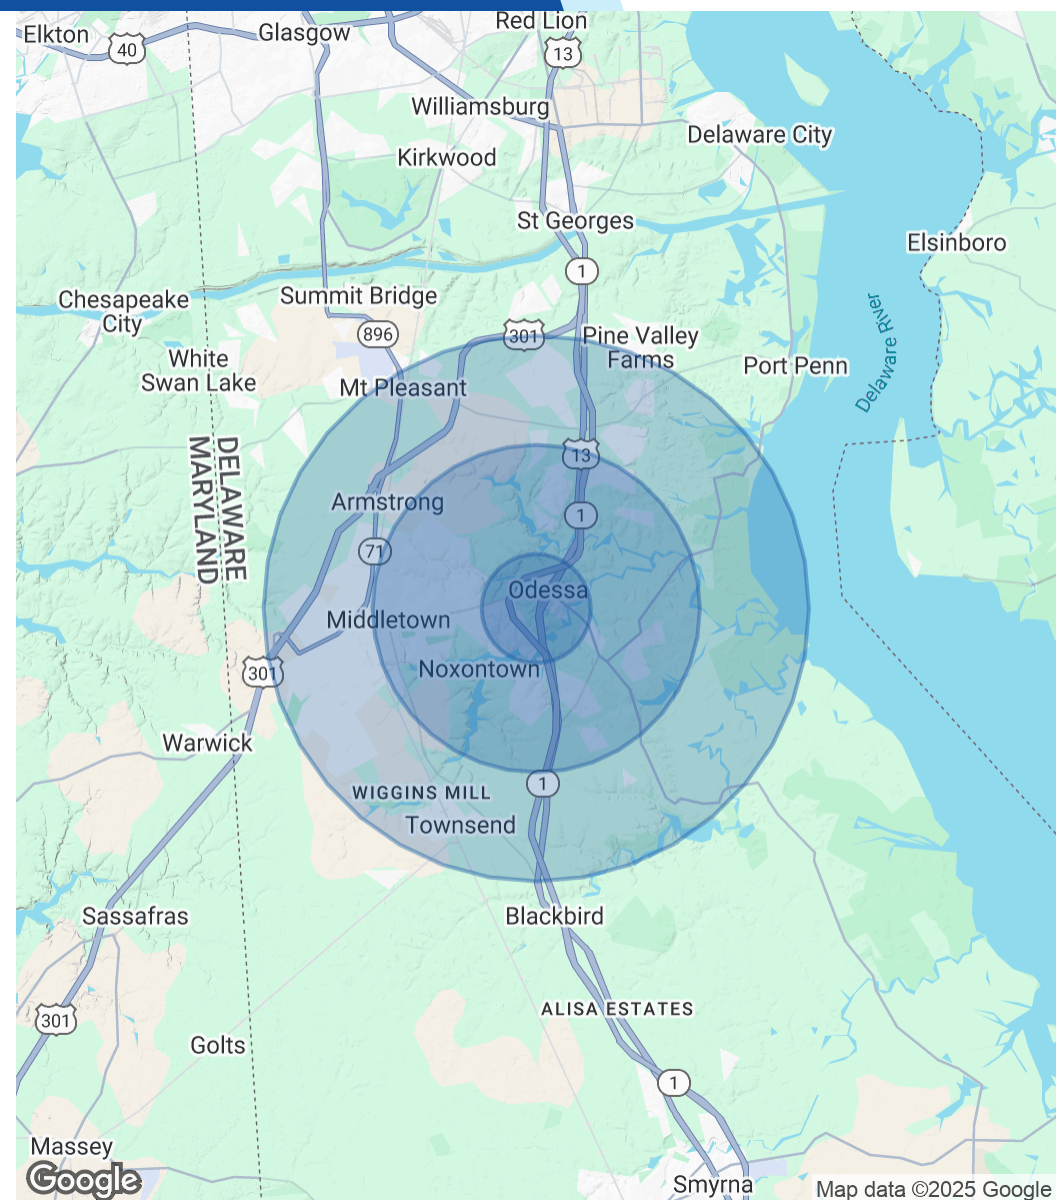 Red Lion
Elkton
40
Glasgow
13
Williamsburg
Delaware City
Kirkwood
St Georges
Elsinboro
1
Chesapeake
City
Summit Bridge
896
301
Pine Valley
Farms
Delaware River
White
Swan Lake
Port Penn
Mt Pleasant
DELAWARE
MARYLAND
13
Armstrong
1
71
Odessa
Middletown
Noxontown
301
Warwick
1
WIGGINS MILL
Townsend
Sassafras
Blackbird
ALISA ESTATES
301
Golts
1
Massey
Google
Smyrna
Map data ©2025 Google